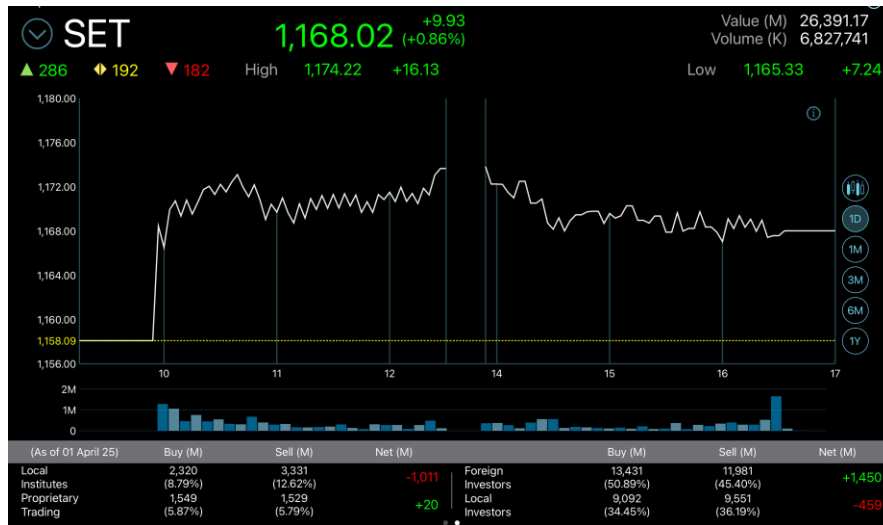 SET 1,168.02 +9.93 (+0.86%) Value (M) 26,391.17
Volume (K) 6,827,741
286 192 182 High 1,174.22 +16.13 Low 1,165.33 +7.24
1,180.00
1,176.00
1,172.00
1,168.00
1,164.00
1,160.00
1,158.09
1,156.00
1D
1M
3M
6M
1Y
10 11 12 14 15 16 17
2M
1M
0
(As of 01 April 25) Buy (M) Sell (M) Net (M) Buy (M) Sell (M) Net (M)
Local Institutes 2,320 (8.79%) 3,331 (12.62%) -1,011 Foreign Investors 13,431 (50.89%) 11,981 (45.40%) +1,450
Proprietary Trading 1,549 (5.87%) 1,529 (5.79%) +20 Local Investors 9,092 (34.45%) 9,551 (36.19%) -459